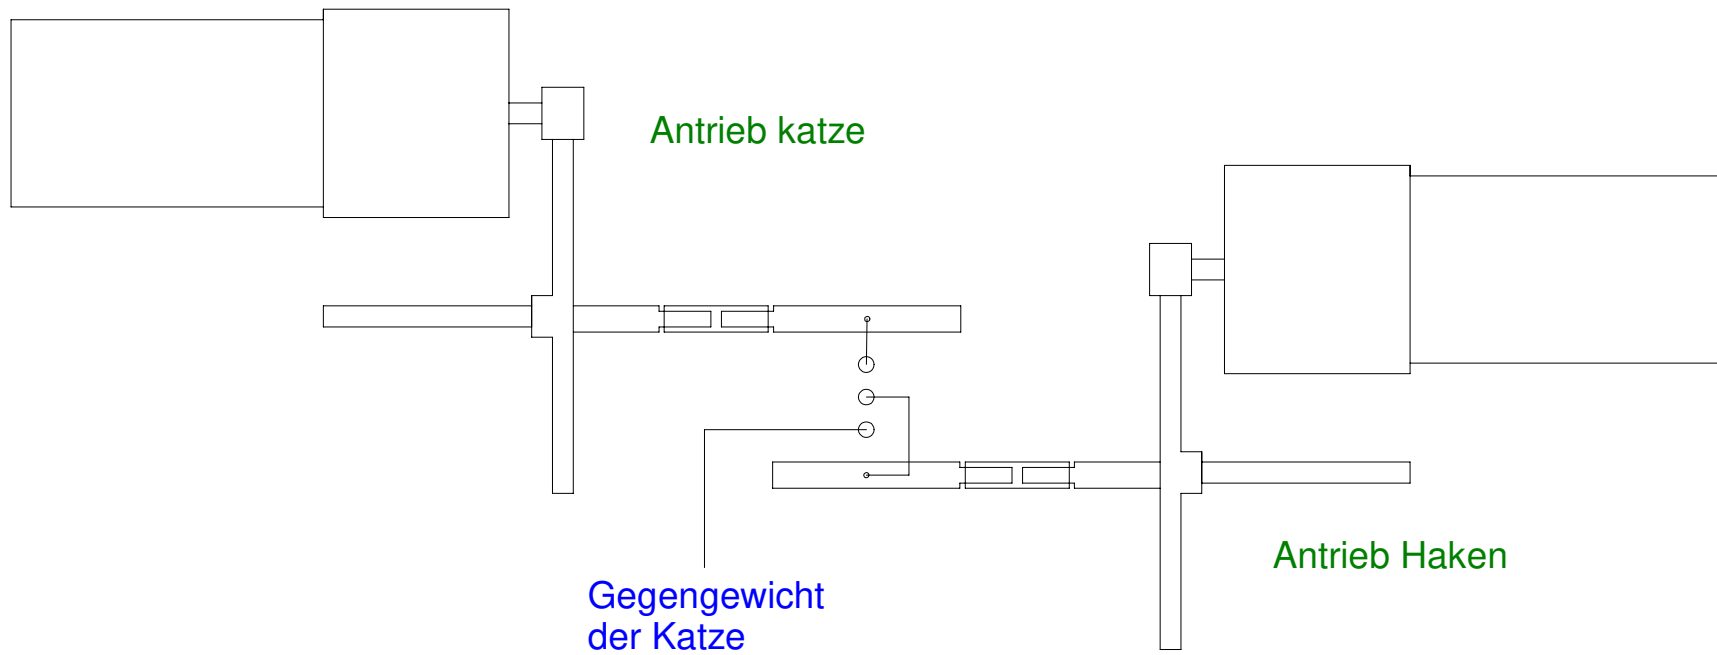 Antrieb katze
Antrieb Haken
Gegengewicht
der Katze